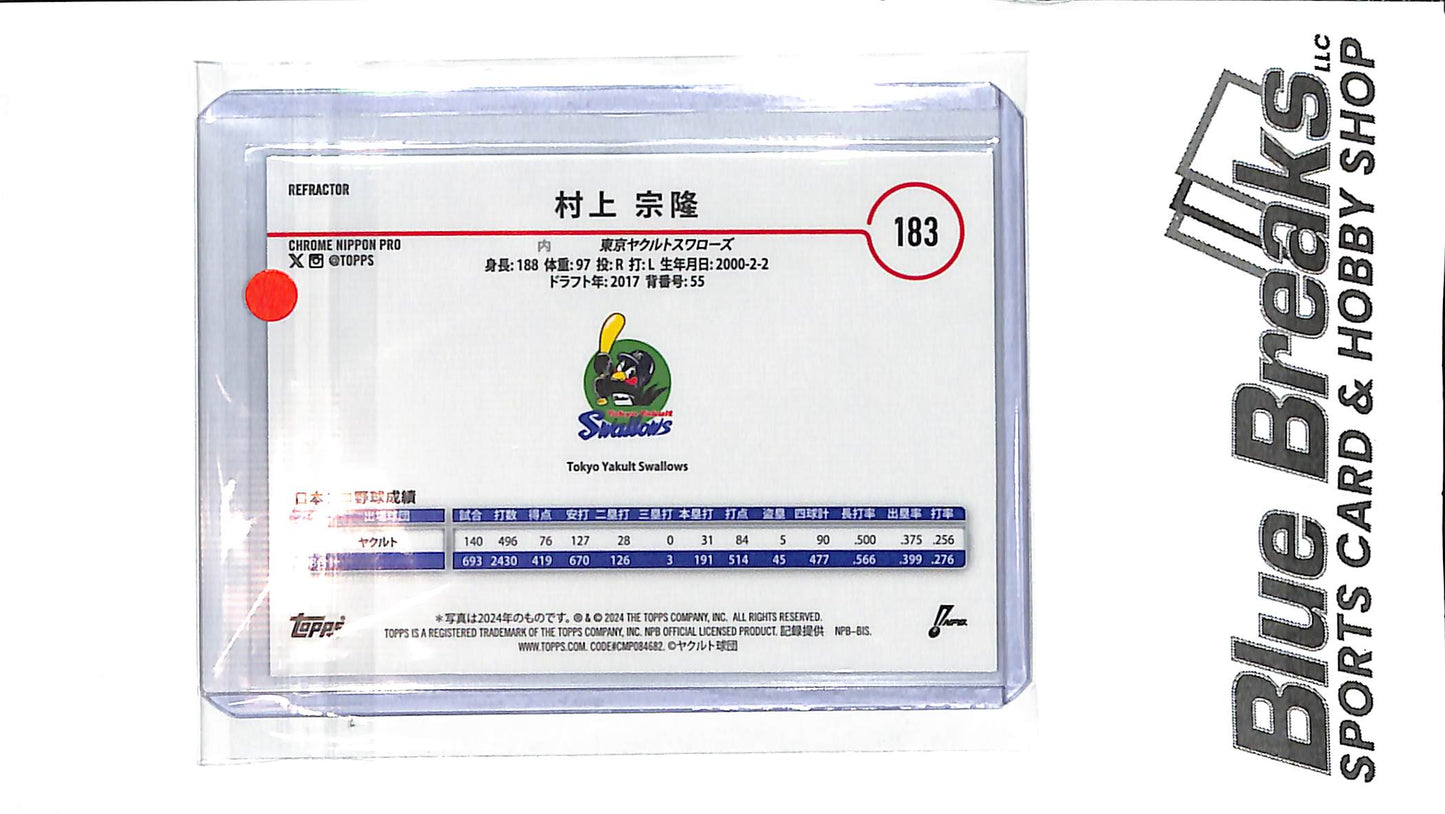 REFRACTOR
村上 宗隆
183
CHROME NIPPON PRO
@TOPPS
内 東京ヤクルトスワローズ
身長: 188 体重: 97 投: R 打: L 生年月日: 2000-2-2
ドラフト年: 2017 背番号: 55
Tokyo Yakult
Swallows
Tokyo Yakult Swallows
野球成績
試合 打数 得点 安打 二塁打 三塁打 本塁打 打点 盗塁 四球計 長打率 出塁率 打率
ヤクルト 140 496 76 127 28 0 31 84 5 90 .500 .375 .256
693 2430 419 670 126 3 191 514 45 477 .566 .399 .276
topps
＊写真は2024年のものです。 ® & © 2024 THE TOPPS COMPANY, INC. ALL RIGHTS RESERVED.
TOPPS IS A REGISTERED TRADEMARK OF THE TOPPS COMPANY, INC. NPB OFFICIAL LICENSED PRODUCT. 記録提供 NPB-BIS.
WWW.TOPPS.COM. CODE#CMP084682. ©ヤクルト球団
NPB.
Blue Breaks LLC
SPORTS CARD & HOBBY SHOP